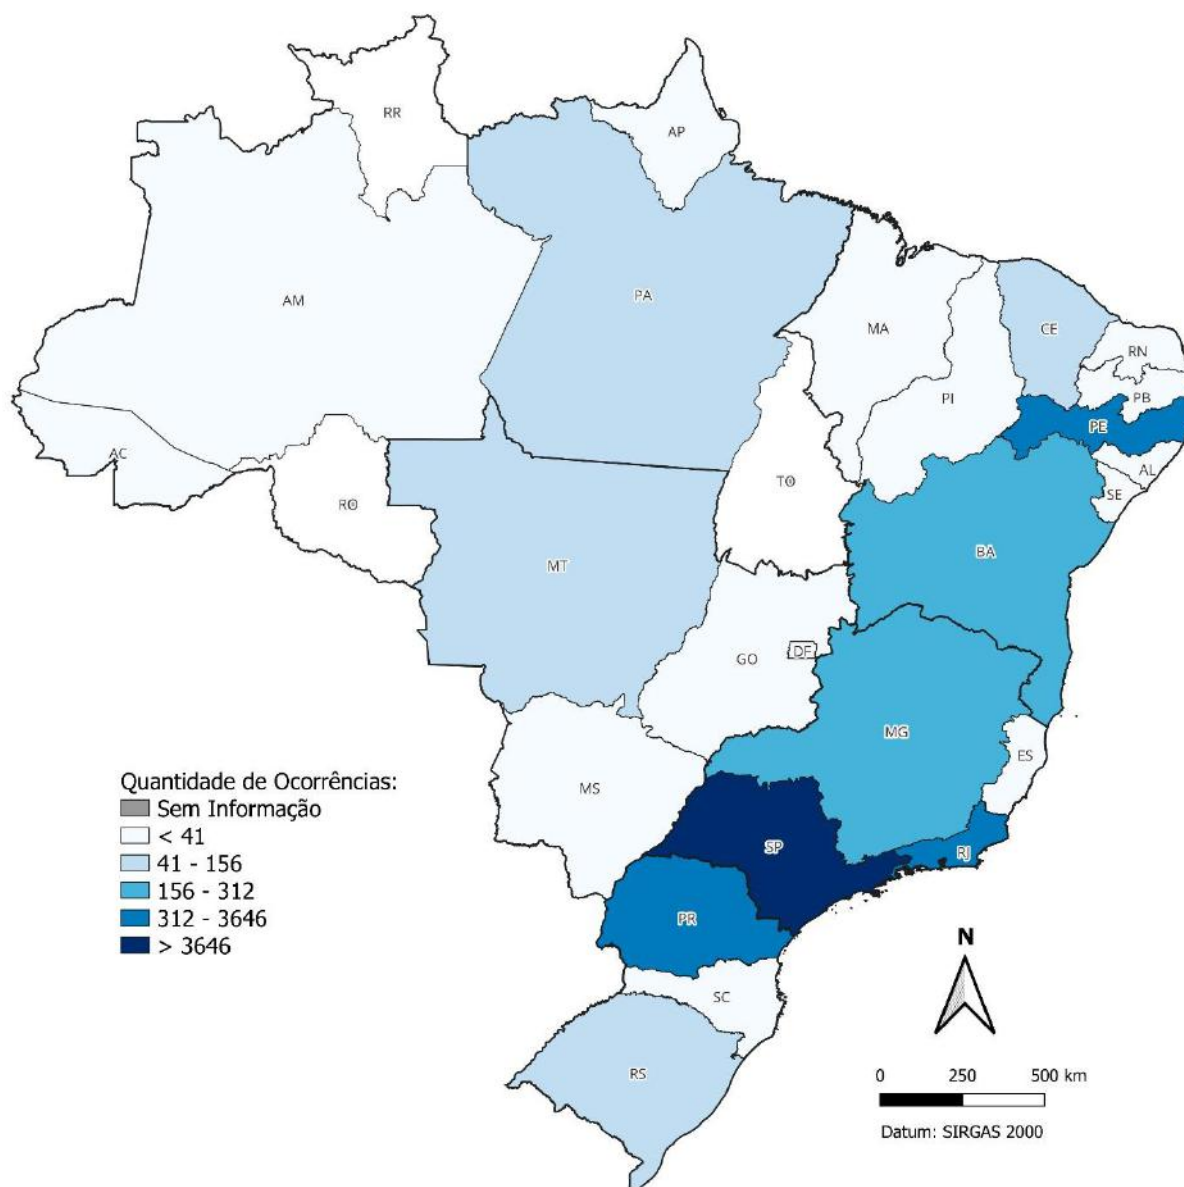 RR
AP
AM
PA
MA
CE
RN
PB
PI
PE
AL
SE
AC
RO
TO
BA
MT
GO
DF
MG
ES
MS
SP
RJ
PR
SC
RS
Quantidade de Ocorrências:
Sem Informação
< 41
41 - 156
156 - 312
312 - 3646
> 3646
N
0 250 500 km
Datum: SIRGAS 2000